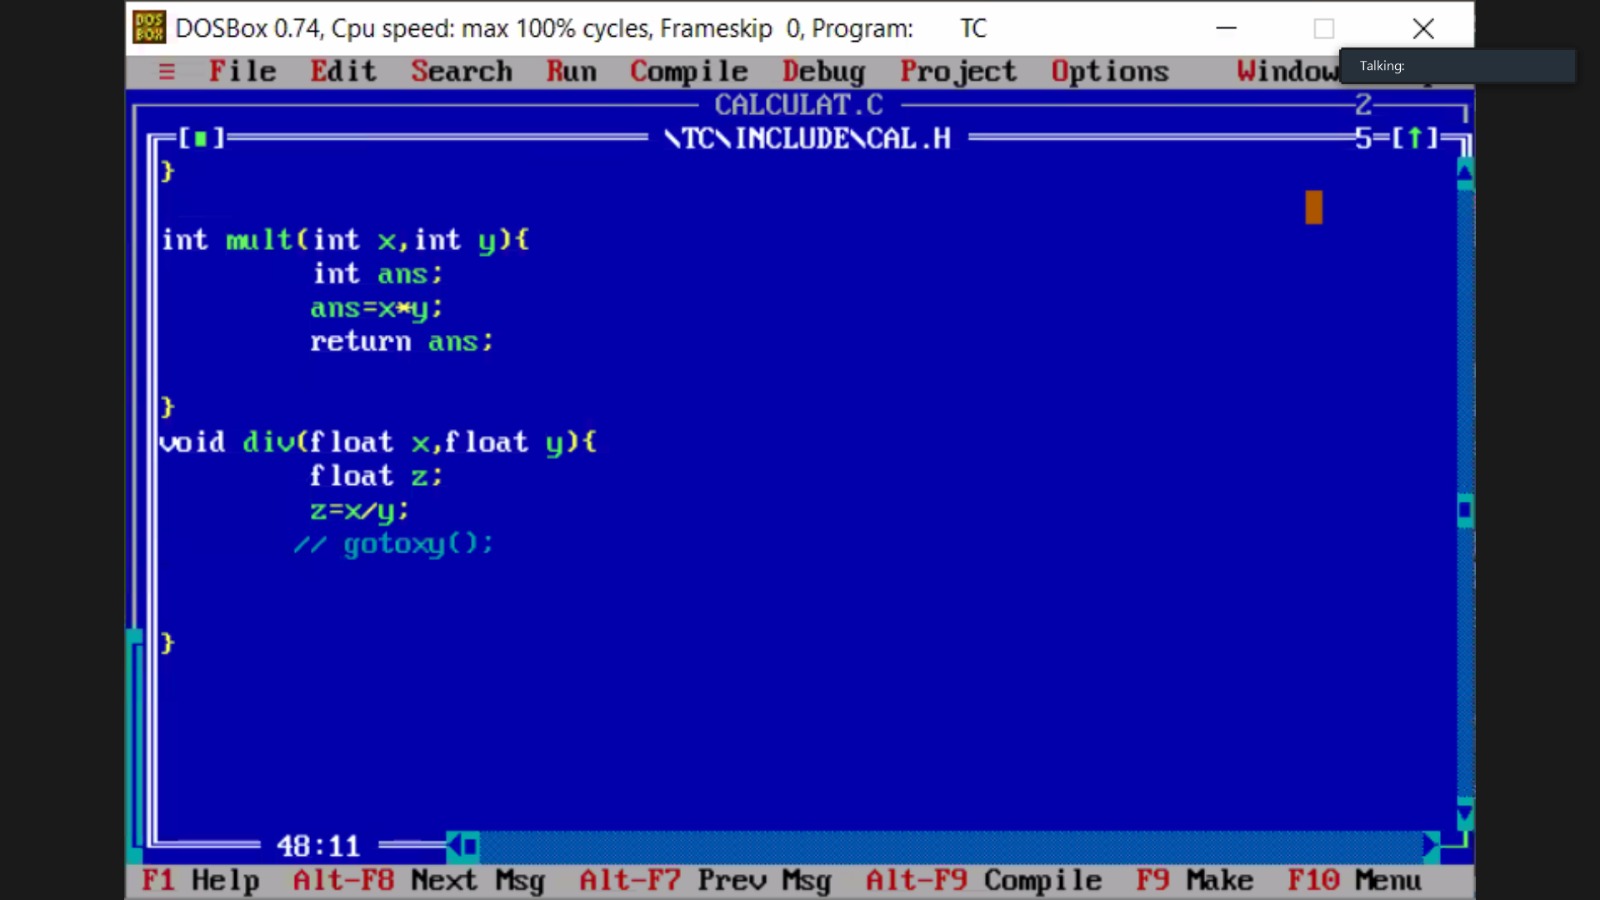 DOSBox 0.74, Cpu speed: max 100% cycles, Frameskip 0, Program: TC
File Edit Search Run Compile Debug Project Options Window
Talking:
CALCULAT.C 2
[■] \TC\INCLUDE\CAL.H 5=[↑]
}
int mult(int x,int y){
int ans;
ans=x*y;
return ans;
}
void div(float x,float y){
float z;
z=x/y;
// gotoxy();
}
48:11
F1 Help Alt-F8 Next Msg Alt-F7 Prev Msg Alt-F9 Compile F9 Make F10 Menu